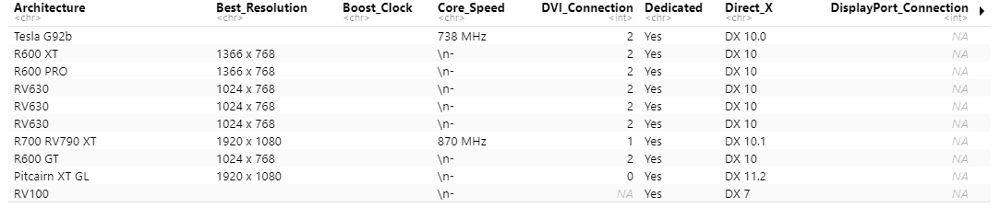 Architecture Best_Resolution Boost_Clock Core_Speed DVI_Connection Dedicated Direct_X DisplayPort_Connection
<chr> <chr> <chr> <chr> <int> <chr> <chr> <int>
Tesla G92b 738 MHz 2 Yes DX 10.0 NA
R600 XT 1366 x 768 \n- 2 Yes DX 10 NA
R600 PRO 1366 x 768 \n- 2 Yes DX 10 NA
RV630 1024 x 768 \n- 2 Yes DX 10 NA
RV630 1024 x 768 \n- 2 Yes DX 10 NA
RV630 1024 x 768 \n- 2 Yes DX 10 NA
R700 RV790 XT 1920 x 1080 870 MHz 1 Yes DX 10.1 NA
R600 GT 1024 x 768 \n- 2 Yes DX 10 NA
Pitcairn XT GL 1920 x 1080 \n- 0 Yes DX 11.2 NA
RV100 \n- NA Yes DX 7 NA